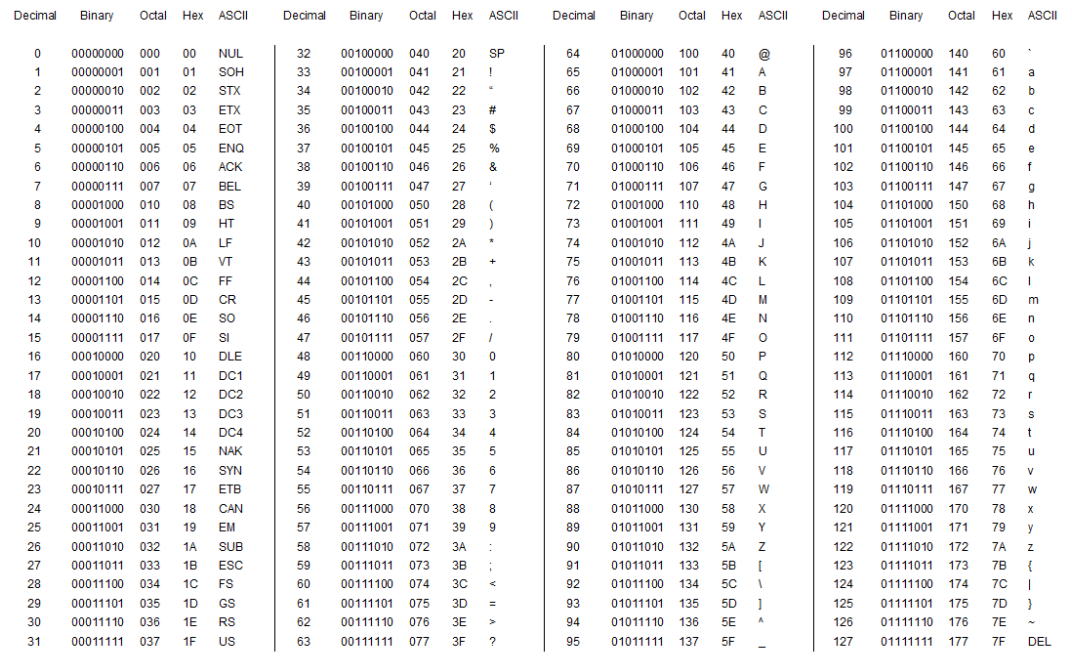 Decimal Binary Octal Hex ASCII Decimal Binary Octal Hex ASCII Decimal Binary Octal Hex ASCII Decimal Binary Octal Hex ASCII
0 00000000 000 00 NUL 32 00100000 040 20 SP 64 01000000 100 40 @ 96 01100000 140 60 `
1 00000001 001 01 SOH 33 00100001 041 21 ! 65 01000001 101 41 A 97 01100001 141 61 a
2 00000010 002 02 STX 34 00100010 042 22 “ 66 01000010 102 42 B 98 01100010 142 62 b
3 00000011 003 03 ETX 35 00100011 043 23 # 67 01000011 103 43 C 99 01100011 143 63 c
4 00000100 004 04 EOT 36 00100100 044 24 $ 68 01000100 104 44 D 100 01100100 144 64 d
5 00000101 005 05 ENQ 37 00100101 045 25 % 69 01000101 105 45 E 101 01100101 145 65 e
6 00000110 006 06 ACK 38 00100110 046 26 & 70 01000110 106 46 F 102 01100110 146 66 f
7 00000111 007 07 BEL 39 00100111 047 27 ‘ 71 01000111 107 47 G 103 01100111 147 67 g
8 00001000 010 08 BS 40 00101000 050 28 ( 72 01001000 110 48 H 104 01101000 150 68 h
9 00001001 011 09 HT 41 00101001 051 29 ) 73 01001001 111 49 I 105 01101001 151 69 i
10 00001010 012 0A LF 42 00101010 052 2A * 74 01001010 112 4A J 106 01101010 152 6A j
11 00001011 013 0B VT 43 00101011 053 2B + 75 01001011 113 4B K 107 01101011 153 6B k
12 00001100 014 0C FF 44 00101100 054 2C , 76 01001100 114 4C L 108 01101100 154 6C l
13 00001101 015 0D CR 45 00101101 055 2D - 77 01001101 115 4D M 109 01101101 155 6D m
14 00001110 016 0E SO 46 00101110 056 2E . 78 01001110 116 4E N 110 01101110 156 6E n
15 00001111 017 0F SI 47 00101111 057 2F / 79 01001111 117 4F O 111 01101111 157 6F o
16 00010000 020 10 DLE 48 00110000 060 30 0 80 01010000 120 50 P 112 01110000 160 70 p
17 00010001 021 11 DC1 49 00110001 061 31 1 81 01010001 121 51 Q 113 01110001 161 71 q
18 00010010 022 12 DC2 50 00110010 062 32 2 82 01010010 122 52 R 114 01110010 162 72 r
19 00010011 023 13 DC3 51 00110011 063 33 3 83 01010011 123 53 S 115 01110011 163 73 s
20 00010100 024 14 DC4 52 00110100 064 34 4 84 01010100 124 54 T 116 01110100 164 74 t
21 00010101 025 15 NAK 53 00110101 065 35 5 85 01010101 125 55 U 117 01110101 165 75 u
22 00010110 026 16 SYN 54 00110110 066 36 6 86 01010110 126 56 V 118 01110110 166 76 v
23 00010111 027 17 ETB 55 00110111 067 37 7 87 01010111 127 57 W 119 01110111 167 77 w
24 00011000 030 18 CAN 56 00111000 070 38 8 88 01011000 130 58 X 120 01111000 170 78 x
25 00011001 031 19 EM 57 00111001 071 39 9 89 01011001 131 59 Y 121 01111001 171 79 y
26 00011010 032 1A SUB 58 00111010 072 3A : 90 01011010 132 5A Z 122 01111010 172 7A z
27 00011011 033 1B ESC 59 00111011 073 3B ; 91 01011011 133 5B [ 123 01111011 173 7B {
28 00011100 034 1C FS 60 00111100 074 3C < 92 01011100 134 5C \ 124 01111100 174 7C |
29 00011101 035 1D GS 61 00111101 075 3D = 93 01011101 135 5D ] 125 01111101 175 7D }
30 00011110 036 1E RS 62 00111110 076 3E > 94 01011110 136 5E ^ 126 01111110 176 7E ~
31 00011111 037 1F US 63 00111111 077 3F ? 95 01011111 137 5F _ 127 01111111 177 7F DEL